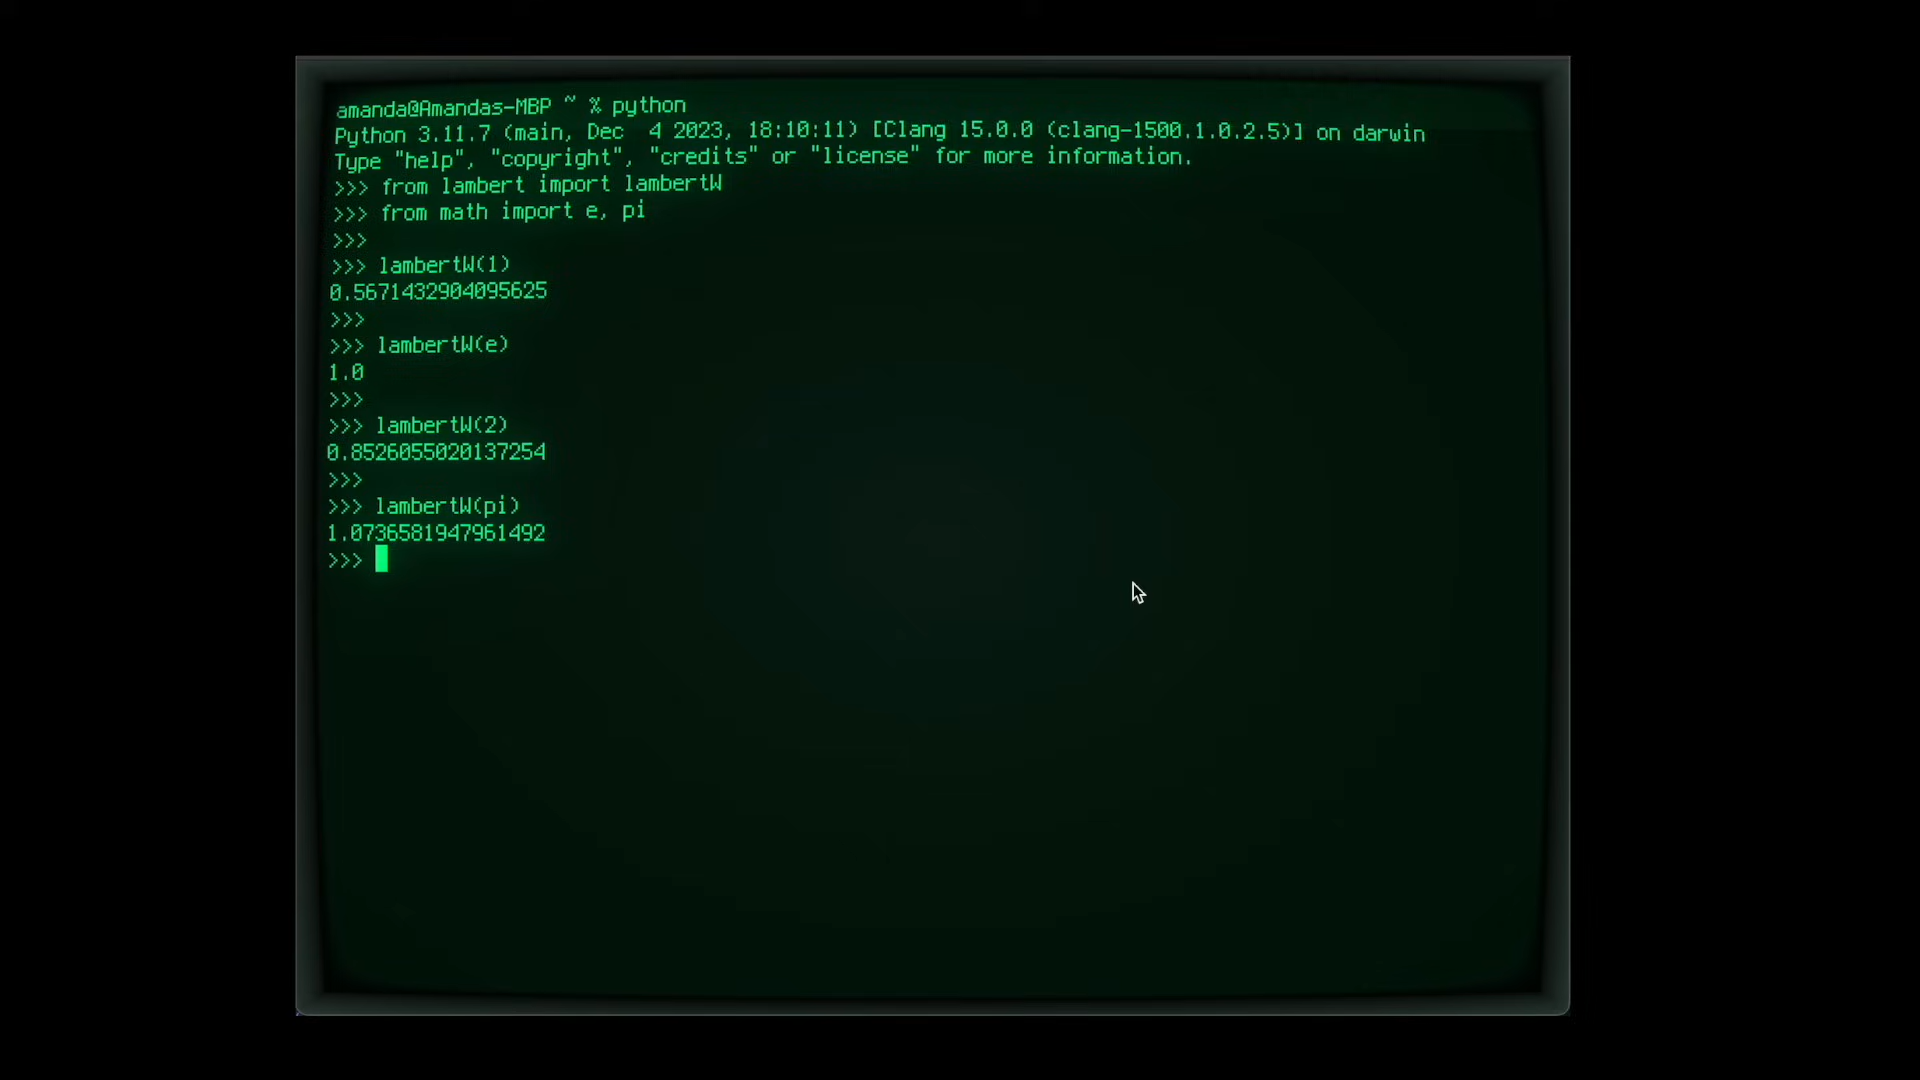 amanda@Amandas-MBP ~ % python
Python 3.11.7 (main, Dec  4 2023, 18:10:11) [Clang 15.0.0 (clang-1500.1.0.2.5)] on darwin
Type "help", "copyright", "credits" or "license" for more information.
>>> from lambert import lambertW
>>> from math import e, pi
>>>
>>> lambertW(1)
0.5671432904095625
>>>
>>> lambertW(e)
1.0
>>>
>>> lambertW(2)
0.8526055020137254
>>>
>>> lambertW(pi)
1.0736581947961492
>>>